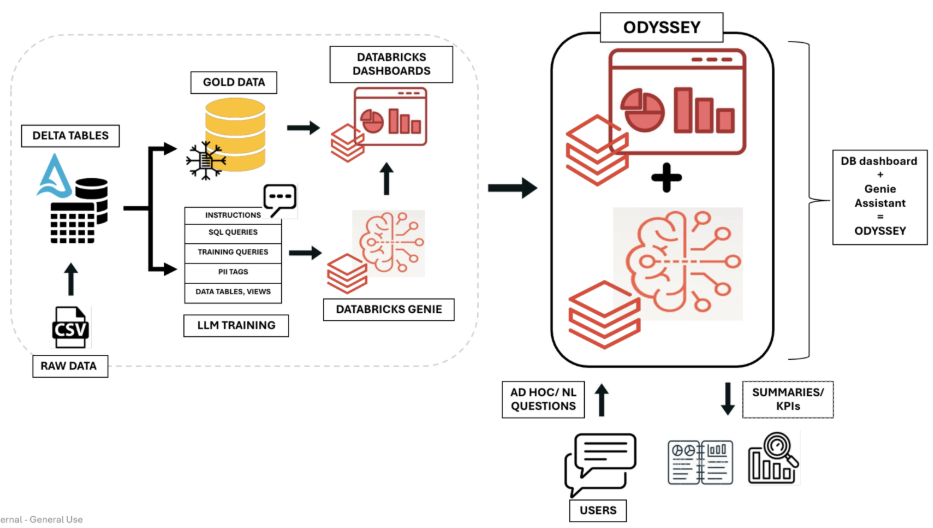 ODYSSEY
DATABRICKS
DASHBOARDS
GOLD DATA
DELTA TABLES
INSTRUCTIONS
SQL QUERIES
TRAINING QUERIES
PII TAGS
DATA TABLES, VIEWS
LLM TRAINING
DATABRICKS GENIE
CSV
RAW DATA
DB dashboard
+
Genie
Assistant
=
ODYSSEY
AD HOC/ NL
QUESTIONS
SUMMARIES/
KPIs
USERS
ernal - General Use